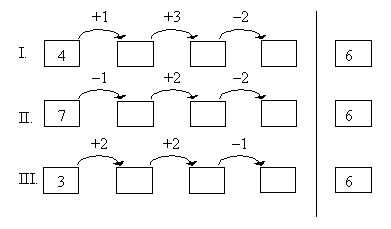 +1 +3 −2
I. 4 6
−1 +2 −2
II. 7 6
+2 +2 −1
III. 3 6